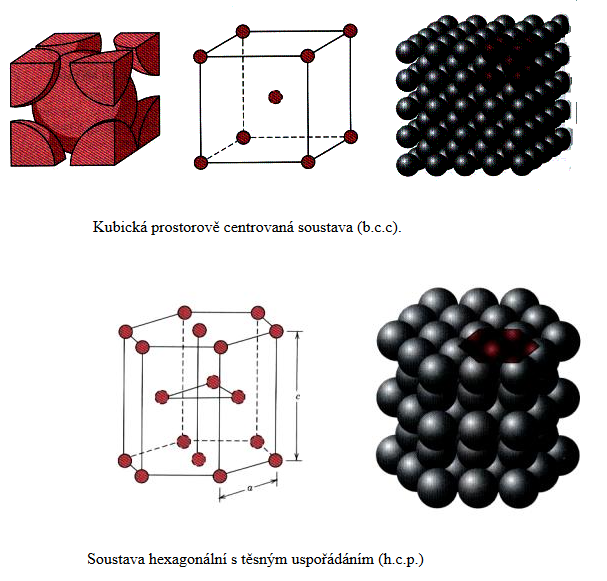 Kubická prostorově centrovaná soustava (b.c.c).
c
a
Soustava hexagonální s těsným uspořádáním (h.c.p.)